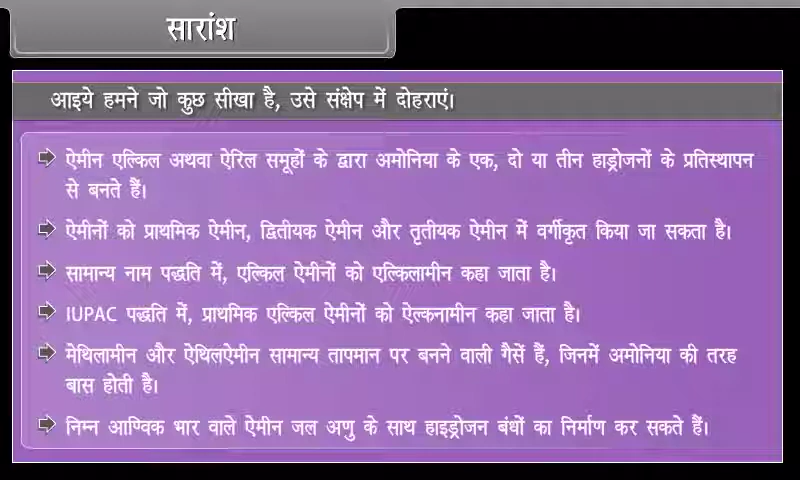 सारांश
आइये हमने जो कुछ सीखा है, उसे संक्षेप में दोहराएं।
ऐमीन एल्किल अथवा ऐरिल समूहों के द्वारा अमोनिया के एक, दो या तीन हाड्रोजनों के प्रतिस्थापन
से बनते हैं।
ऐमीनों को प्राथमिक ऐमीन, द्वितीयक ऐमीन और तृतीयक ऐमीन में वर्गीकृत किया जा सकता है।
सामान्य नाम पद्धति में, एल्किल ऐमीनों को एल्किलामीन कहा जाता है।
IUPAC पद्धति में, प्राथमिक एल्किल ऐमीनों को ऐल्कनामीन कहा जाता है।
मेथिलामीन और ऐथिलऐमीन सामान्य तापमान पर बनने वाली गैसें हैं, जिनमें अमोनिया की तरह
बास होती है।
निम्न आण्विक भार वाले ऐमीन जल अणु के साथ हाइड्रोजन बंधों का निर्माण कर सकते हैं।